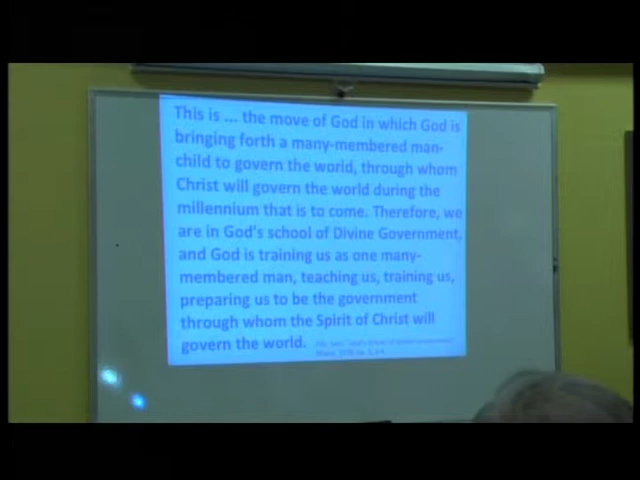 This is ... the move of God in which God is
bringing forth a many-membered man-
child to govern the world, through whom
Christ will govern the world during the
millennium that is to come. Therefore, we
are in God's school of Divine Government,
and God is training us as one many-
membered man, teaching us, training us,
preparing us to be the government
through whom the Spirit of Christ will
govern the world.